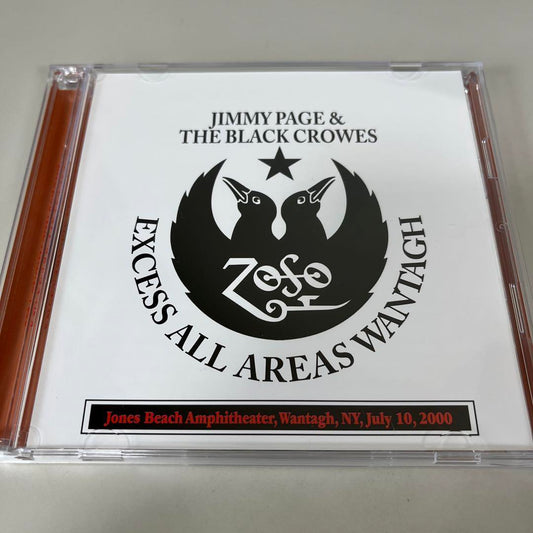 JIMMY PAGE &
THE BLACK CROWES
ZOSO
EXCESS ALL AREAS WANTAGH
Jones Beach Amphitheater, Wantagh, NY, July 10, 2000